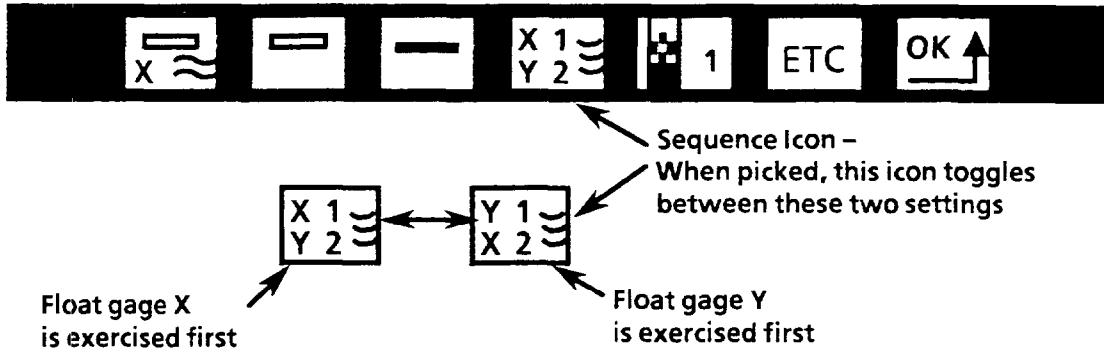 X
X 1
Y 2
1
ETC
OK
Sequence Icon –
When picked, this icon toggles
between these two settings
X 1
Y 2
Y 1
X 2
Float gage X
is exercised first
Float gage Y
is exercised first